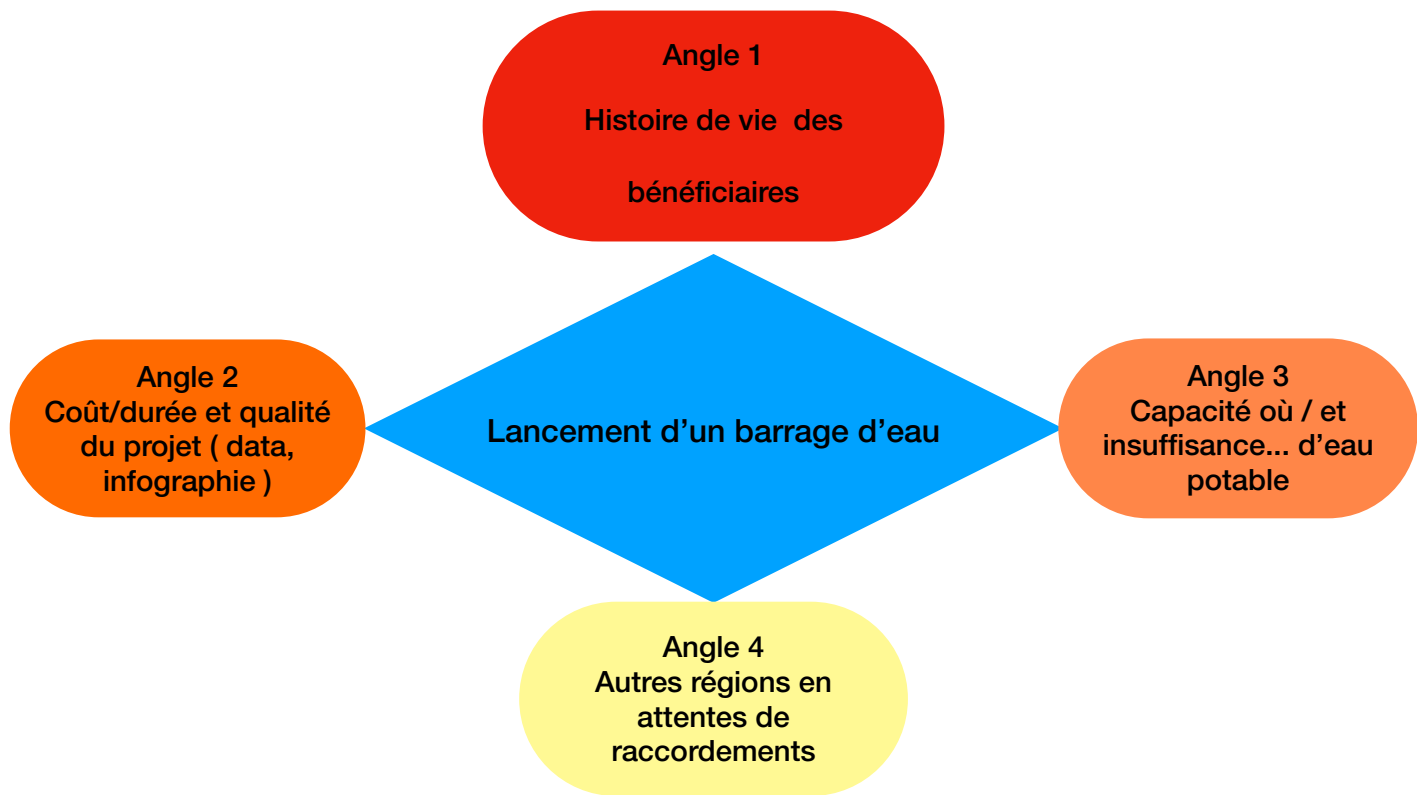 Angle 1
Histoire de vie des
bénéficiaires
Angle 2
Coût/durée et qualité
du projet ( data,
infographie )
Lancement d’un barrage d’eau
Angle 3
Capacité où / et
insuffisance... d’eau
potable
Angle 4
Autres régions en
attentes de
raccordements